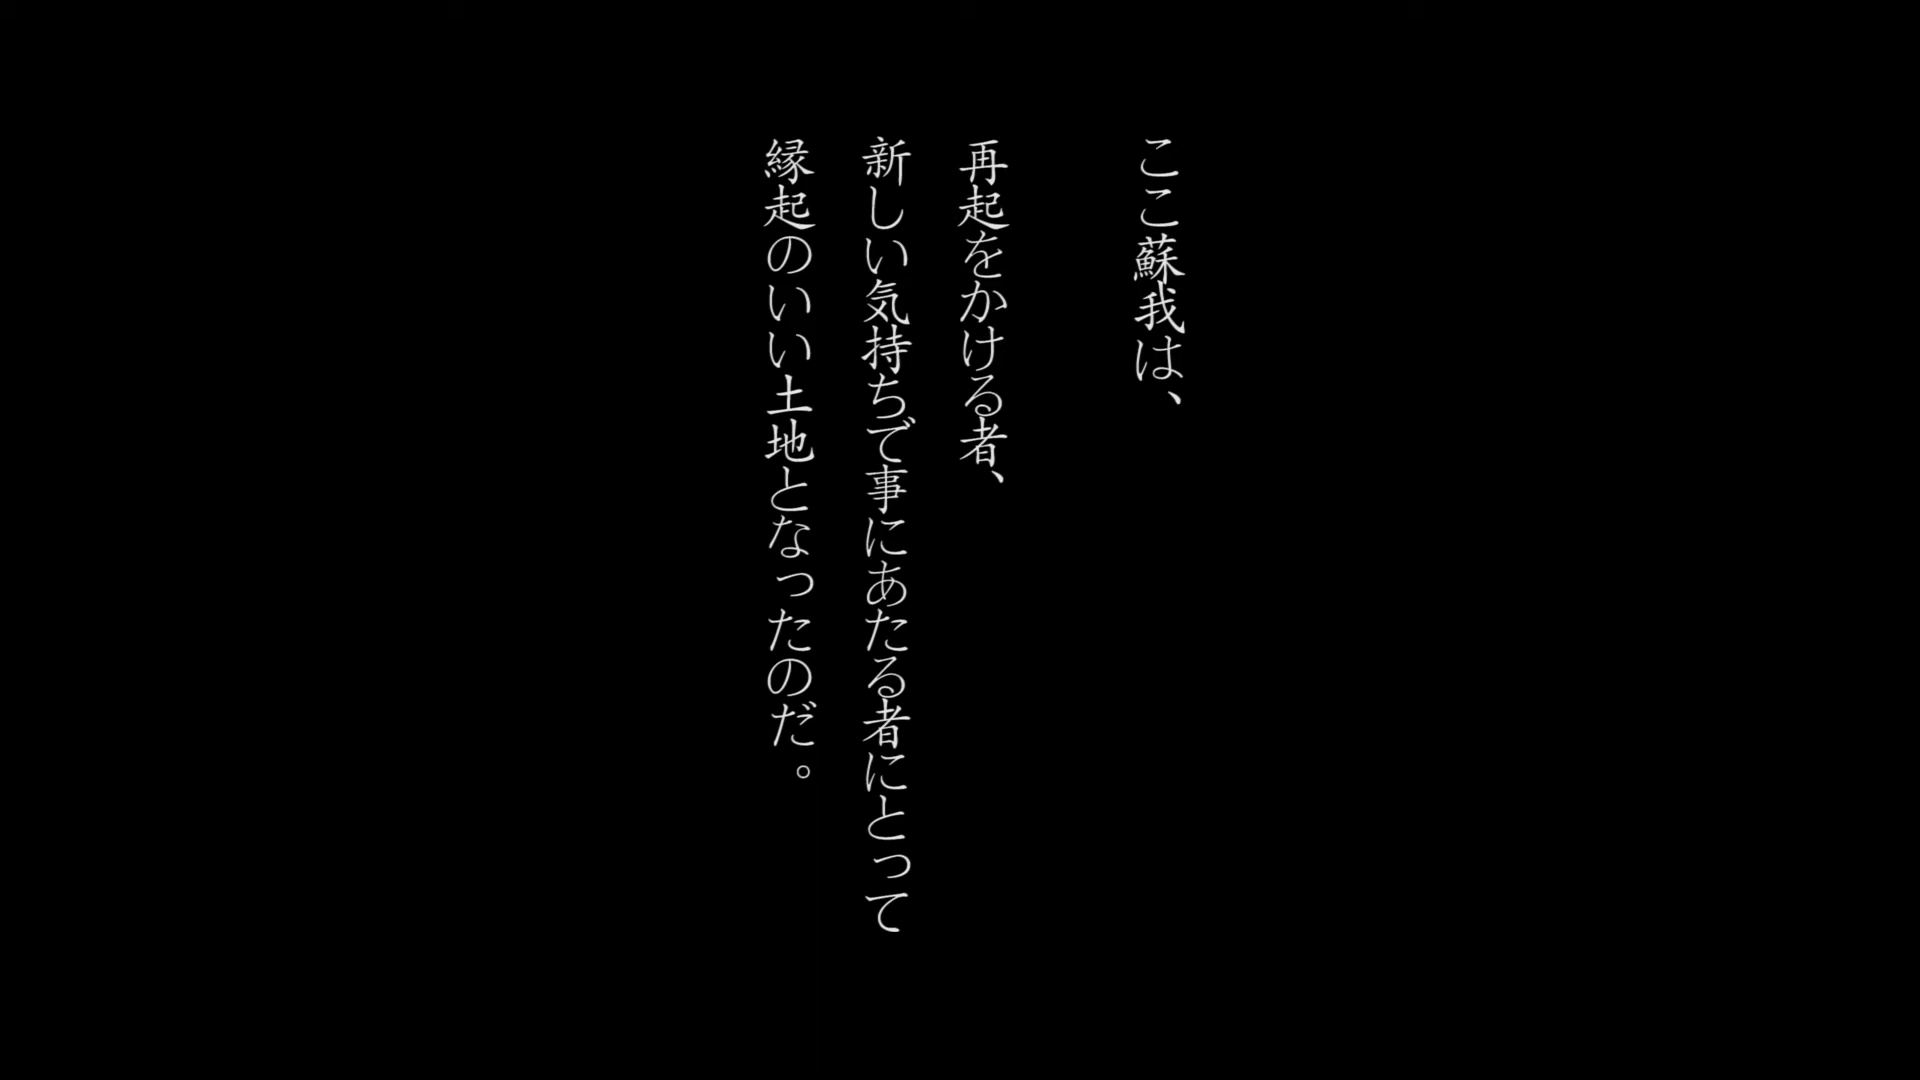 ここ蘇我は、
再起をかける者、
新しい気持ちで事にあたる者にとって
縁起のいい土地となったのだ。